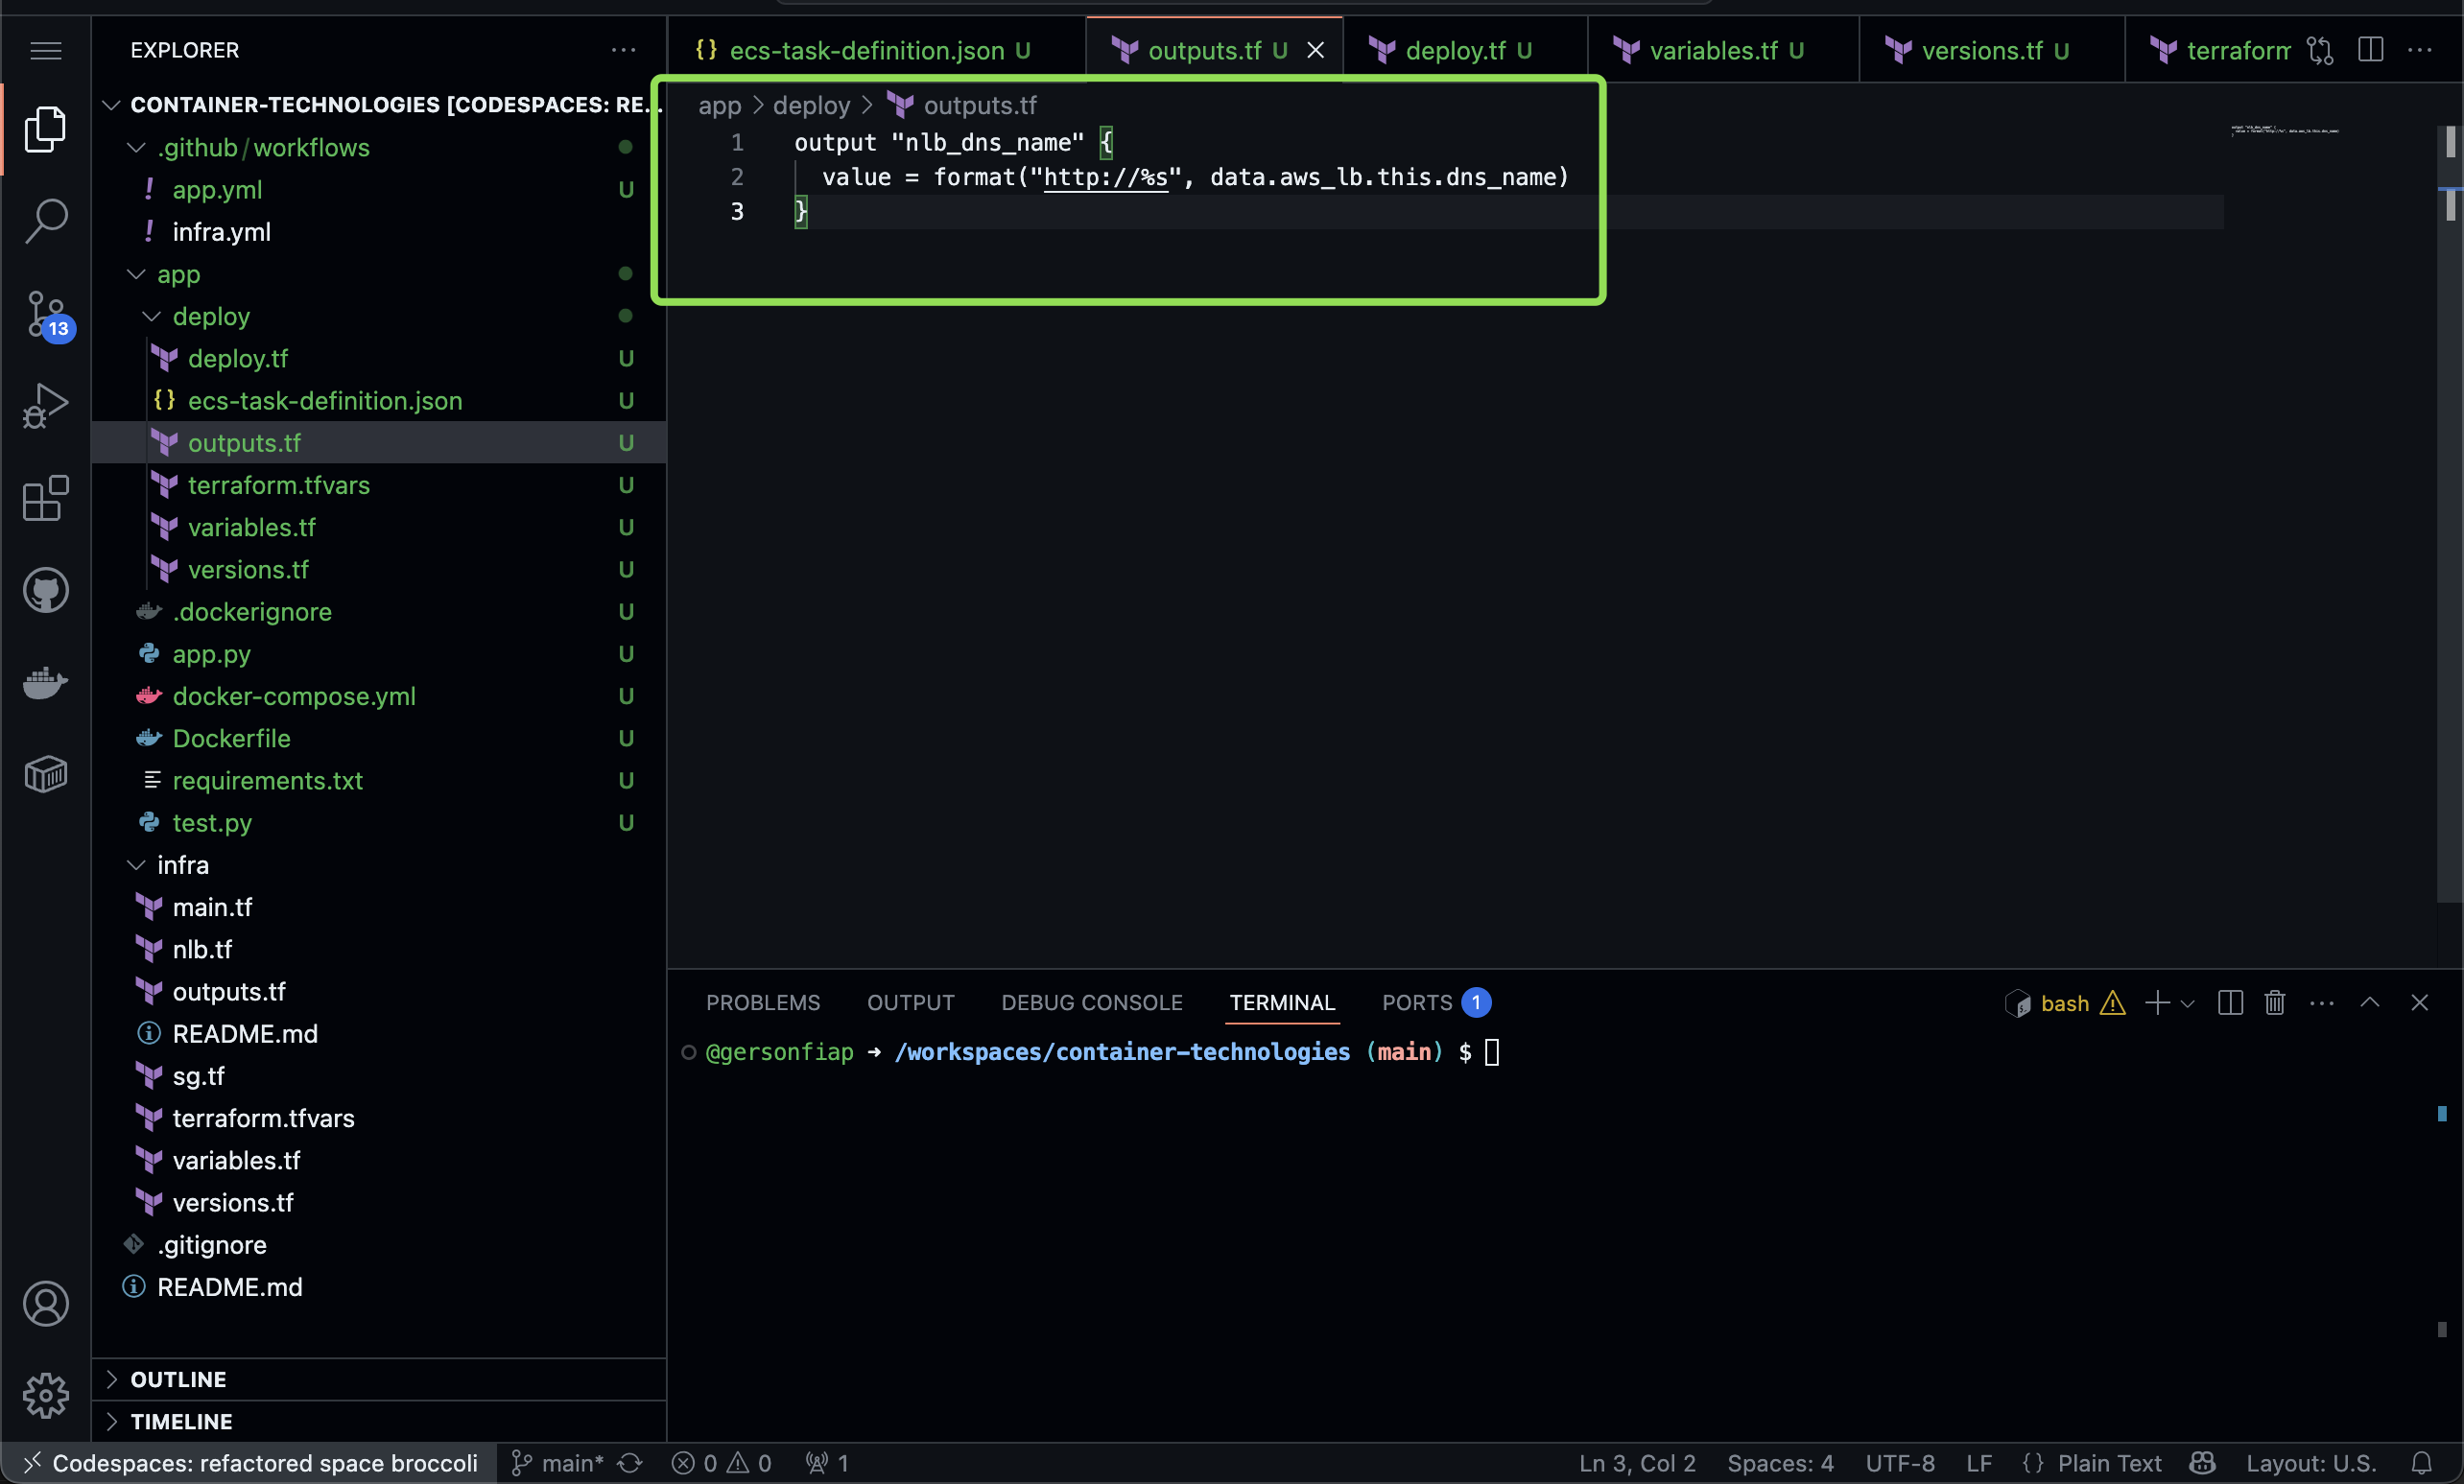 EXPLORER
CONTAINER-TECHNOLOGIES [CODESPACES: RE...
.github/workflows
app.yml U
infra.yml
app
deploy
deploy.tf U
{} ecs-task-definition.json U
outputs.tf U
terraform.tfvars U
variables.tf U
versions.tf U
.dockerignore U
app.py U
docker-compose.yml U
Dockerfile U
requirements.txt U
test.py U
infra
main.tf
nlb.tf
outputs.tf
README.md
sg.tf
terraform.tfvars
variables.tf
versions.tf
.gitignore
README.md
OUTLINE
TIMELINE
13
{} ecs-task-definition.json U outputs.tf U deploy.tf U variables.tf U versions.tf U terraform
app > deploy > outputs.tf
1 output "nlb_dns_name" {
2 value = format("http://%s", data.aws_lb.this.dns_name)
3 }
PROBLEMS OUTPUT DEBUG CONSOLE TERMINAL PORTS 1 bash
@gersonfiap ➜ /workspaces/container-technologies (main) $
Codespaces: refactored space broccoli main* 0 0 1 Ln 3, Col 2 Spaces: 4 UTF-8 LF {} Plain Text Layout: U.S.